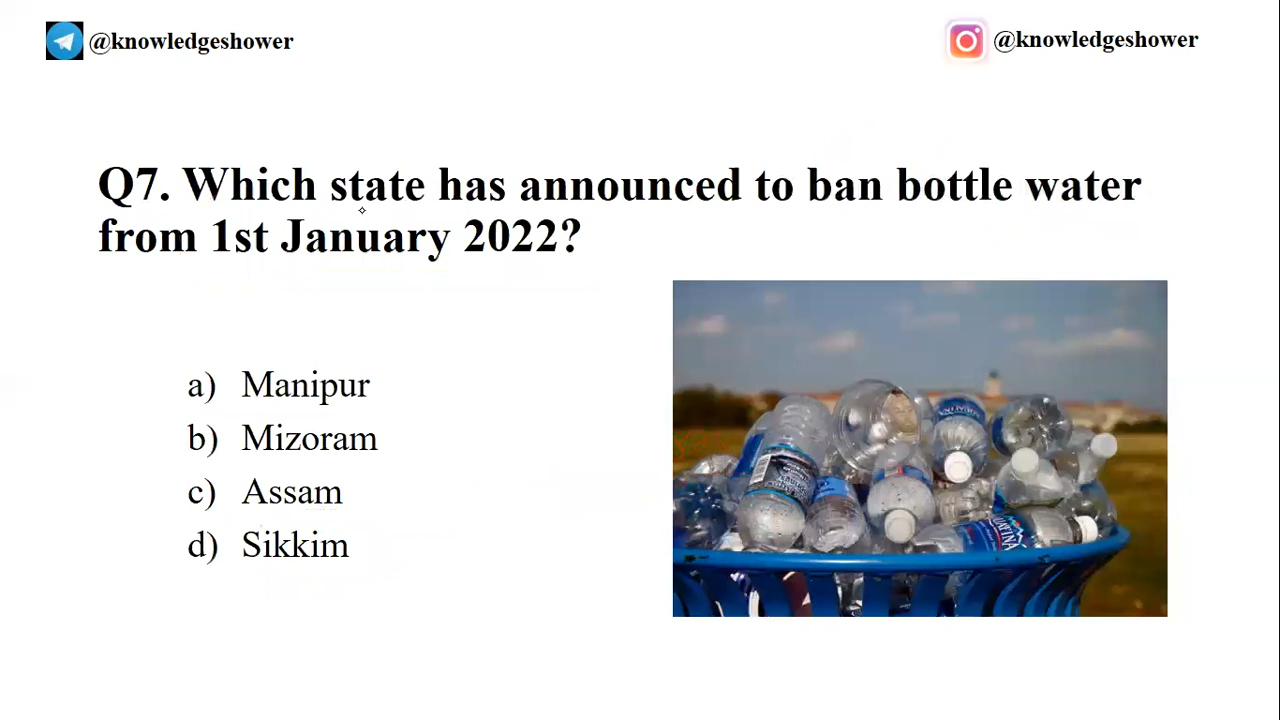 @knowledgeshower
@knowledgeshower
Q7. Which state has announced to ban bottle water
from 1st January 2022?
a) Manipur
b) Mizoram
c) Assam
d) Sikkim
AQUAFINA